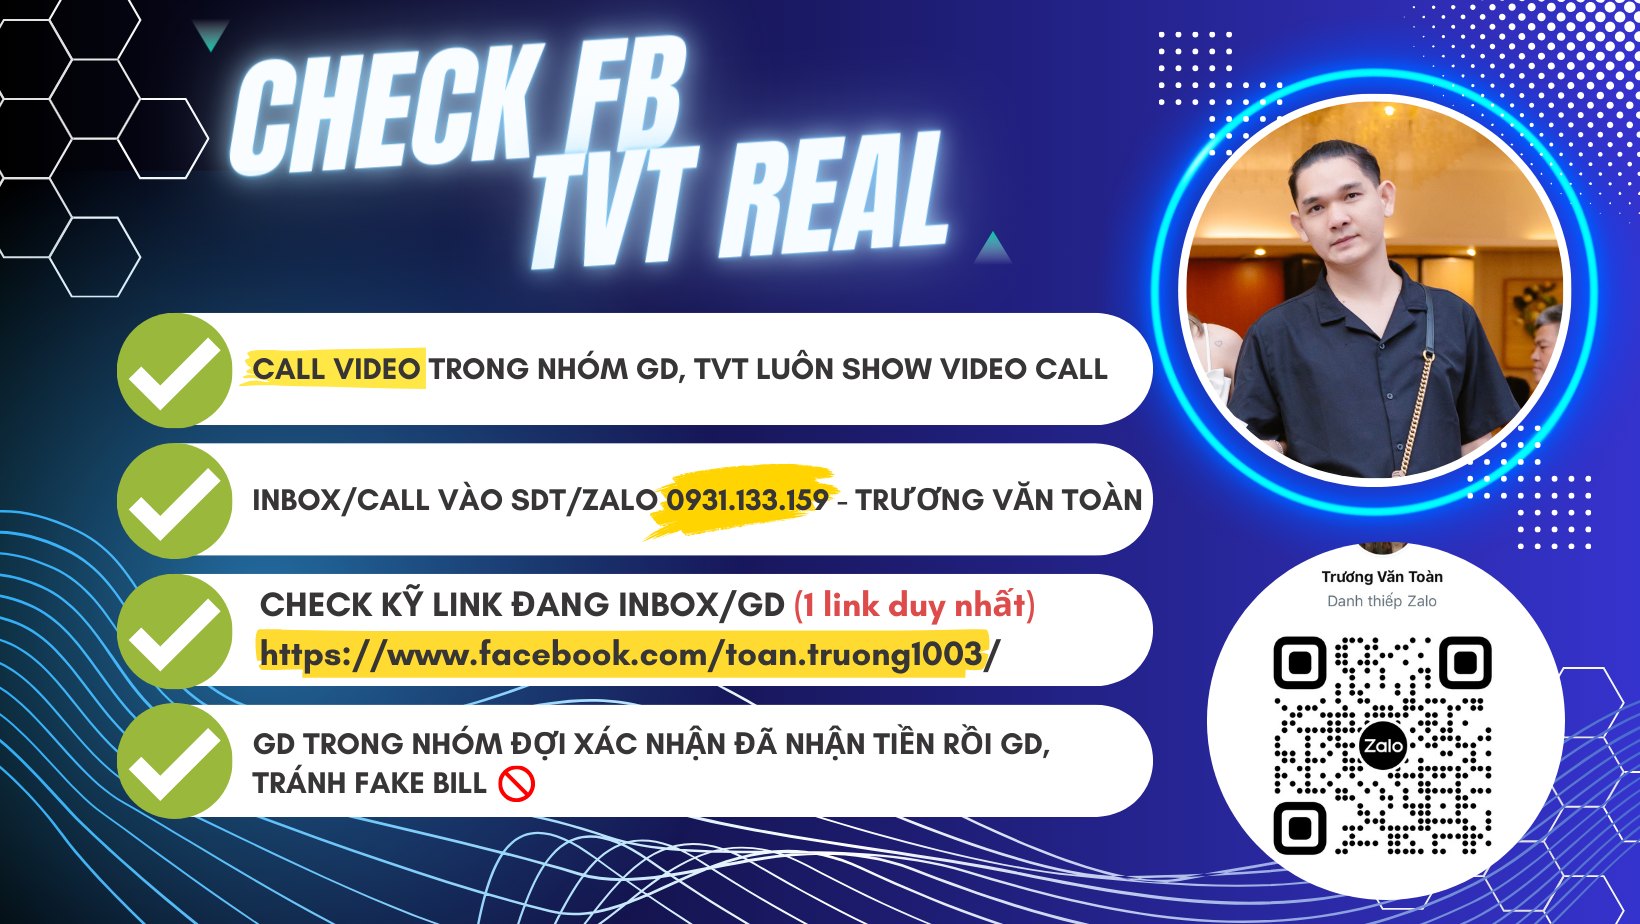 CHECK FB
TVT REAL
CALL VIDEO TRONG NHÓM GD, TVT LUÔN SHOW VIDEO CALL
INBOX/CALL VÀO SDT/ZALO 0931.133.159 - TRƯƠNG VĂN TOÀN
CHECK KỸ LINK ĐANG INBOX/GD (1 link duy nhất)
https://www.facebook.com/toan.truong1003/
GD TRONG NHÓM ĐỢI XÁC NHẬN ĐÃ NHẬN TIỀN RỒI GD,
TRÁNH FAKE BILL
Trương Văn Toàn
Danh thiếp Zalo
Zalo